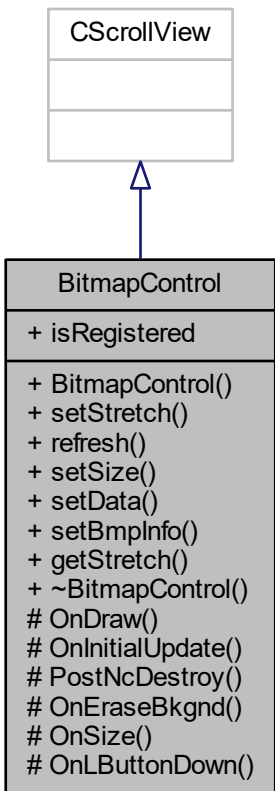 CScrollView
BitmapControl
+ isRegistered
+ BitmapControl()
+ setStretch()
+ refresh()
+ setSize()
+ setData()
+ setBmpInfo()
+ getStretch()
+ ~BitmapControl()
# OnDraw()
# OnInitialUpdate()
# PostNcDestroy()
# OnEraseBkgnd()
# OnSize()
# OnLButtonDown()